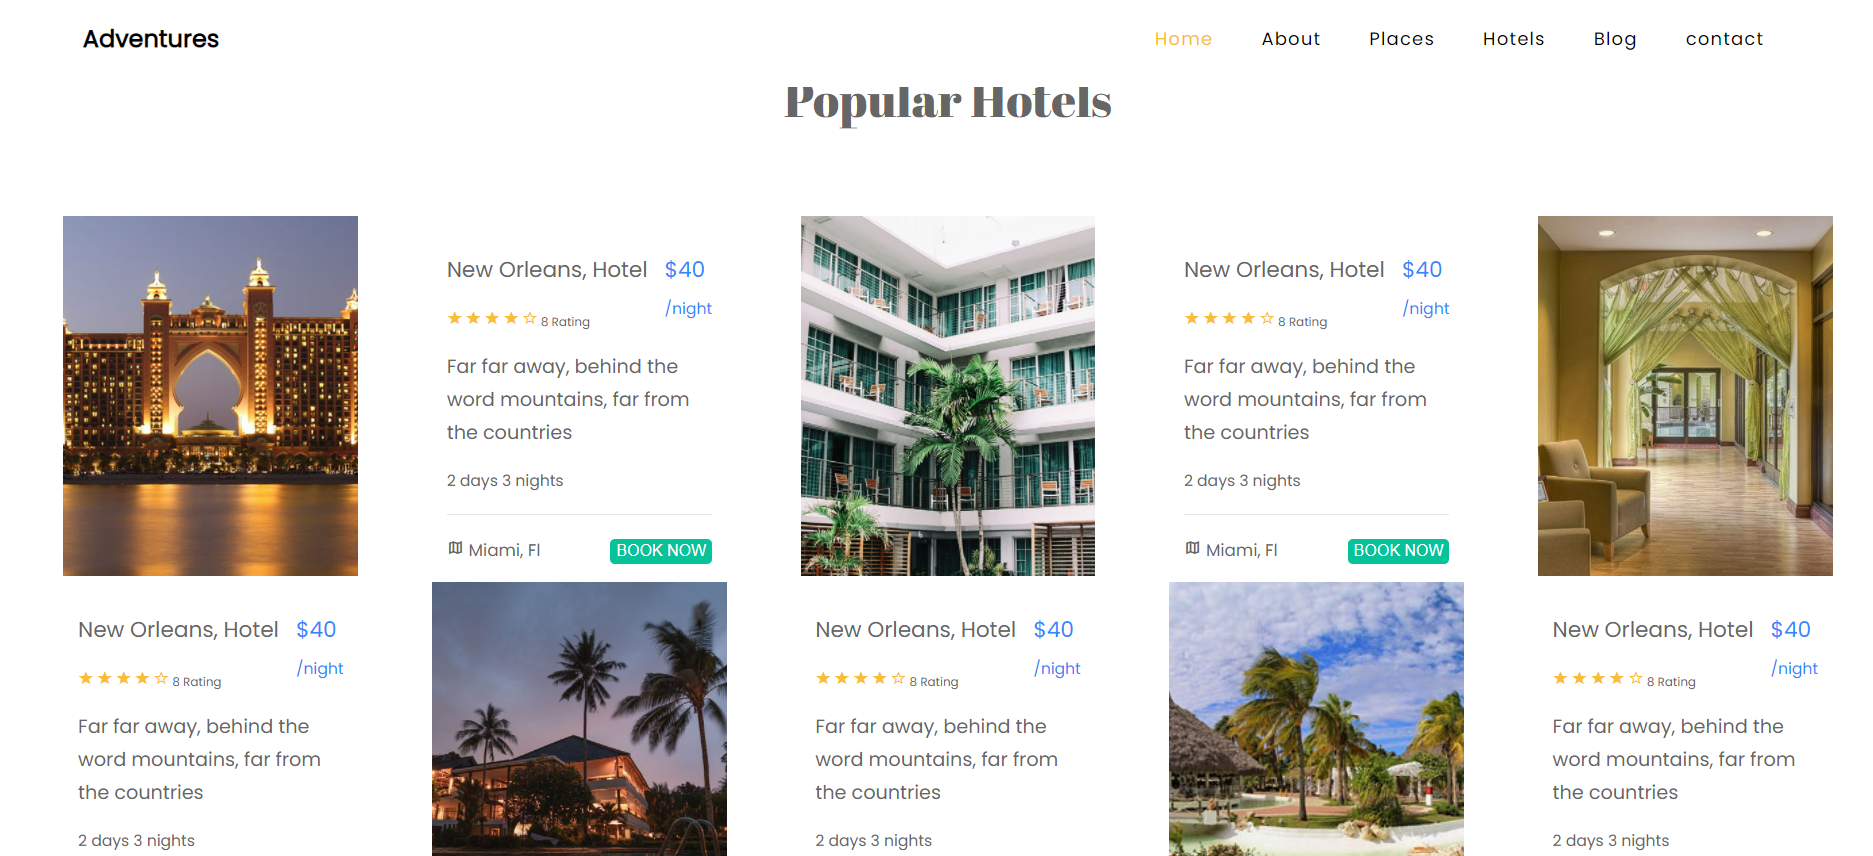 Adventures
Home About Places Hotels Blog contact
Popular Hotels
New Orleans, Hotel $40
/night
8 Rating
Far far away, behind the
word mountains, far from
the countries
2 days 3 nights
Miami, Fl BOOK NOW
New Orleans, Hotel $40
/night
8 Rating
Far far away, behind the
word mountains, far from
the countries
2 days 3 nights
Miami, Fl BOOK NOW
New Orleans, Hotel $40
/night
8 Rating
Far far away, behind the
word mountains, far from
the countries
2 days 3 nights
New Orleans, Hotel $40
/night
8 Rating
Far far away, behind the
word mountains, far from
the countries
2 days 3 nights
New Orleans, Hotel $40
/night
8 Rating
Far far away, behind the
word mountains, far from
the countries
2 days 3 nights